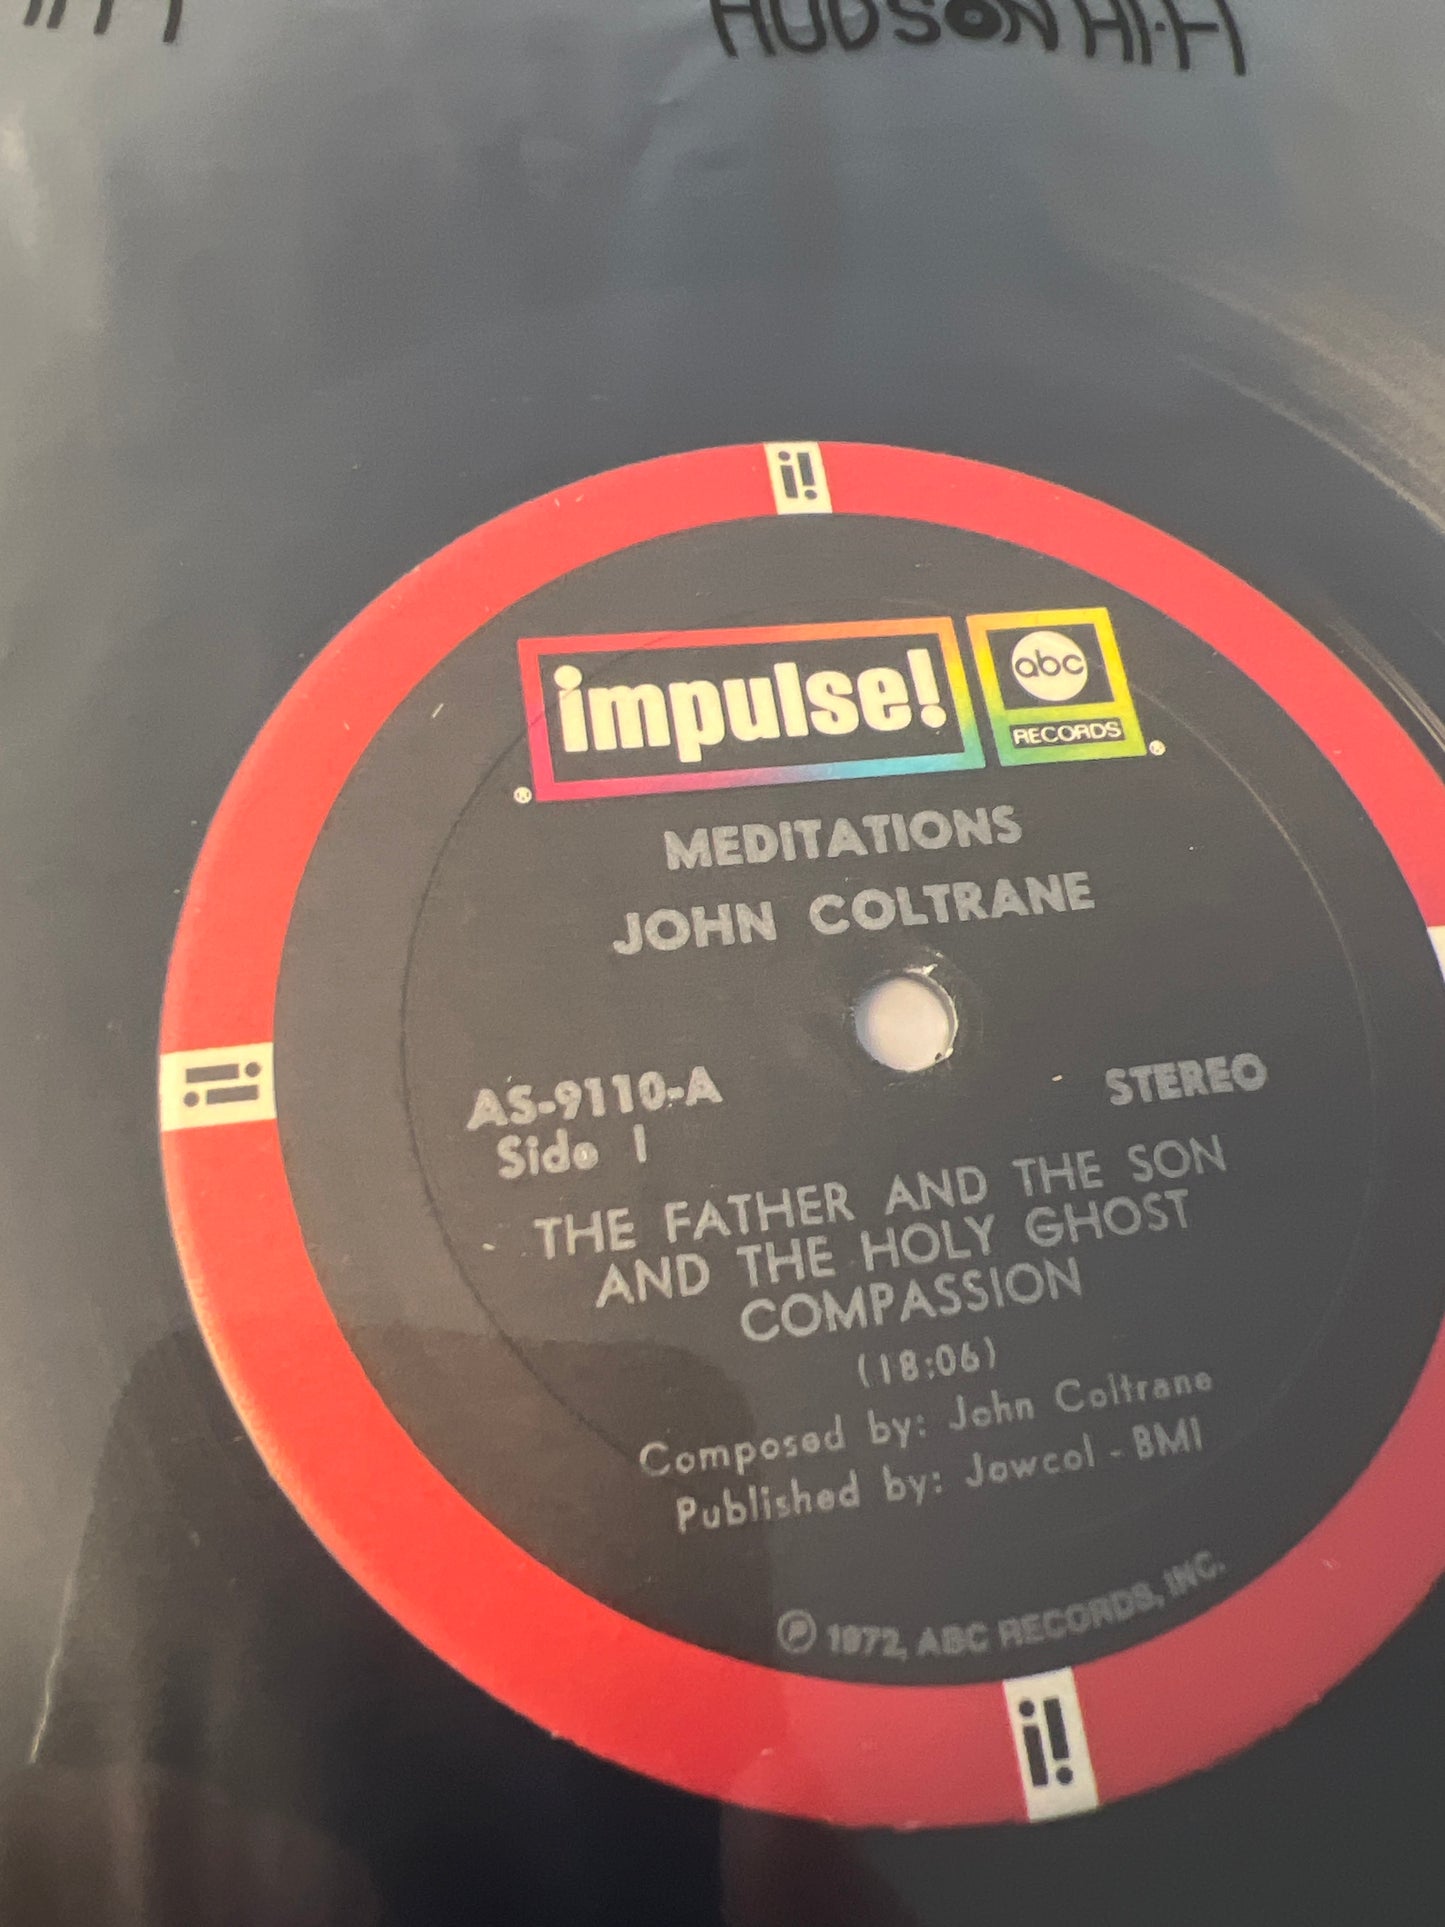 HUDSON HI-FI
impulse!
abc
RECORDS
®
®
MEDITATIONS
JOHN COLTRANE
AS-9110-A
STEREO
Side 1
THE FATHER AND THE SON
AND THE HOLY GHOST
COMPASSION
(18:06)
Composed by: John Coltrane
Published by: Jowcol - BMI
℗ 1972, ABC RECORDS, INC.
i!
i!
i!